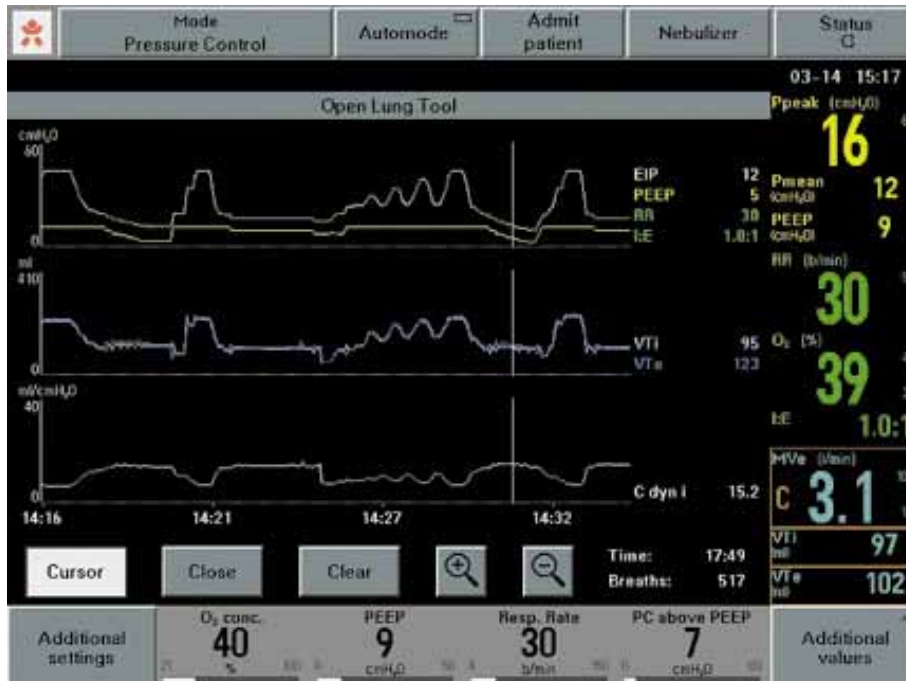 Mode
Pressure Control
Automode
Admit
patient
Nebulizer
Status
03-14 15:17
Open Lung Tool
Ppeak (cmH₂O)
16
cmH₂O
60
EIP 12
PEEP 5
RR 30
I:E 1.0:1
0
Pmean
(cmH₂O)
12
PEEP
(cmH₂O)
9
RR (b/min)
30
ml
410
VTi 95
VTe 123
0
O₂ (%)
39
I:E 1.0:1
ml/cmH₂O
40
C dyn i 15.2
0
14:16 14:21 14:27 14:32
MVe (l/min)
C 3.1
VTi
ml
97
VTe
ml
102
Cursor
Close
Clear
Time: 17:49
Breaths: 517
Additional
settings
O₂ conc.
40
%
PEEP
9
cmH₂O
Resp. Rate
30
b/min
PC above PEEP
7
cmH₂O
Additional
values